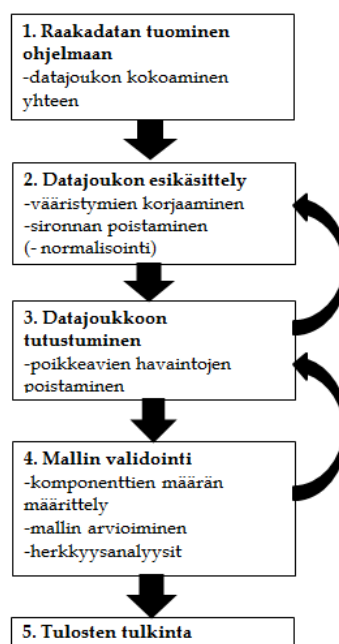 1. Raakadatan tuominen
ohjelmaan
-datajoukon kokoaminen
yhteen
2. Datajoukon esikäsittely
-vääristymien korjaaminen
-sironnan poistaminen
(- normalisointi)
3. Datajoukkoon
tutustuminen
-poikkeavien havaintojen
poistaminen
4. Mallin validointi
-komponenttien määrän
määrittely
-mallin arvioiminen
-herkkyysanalyysit
5. Tulosten tulkinta